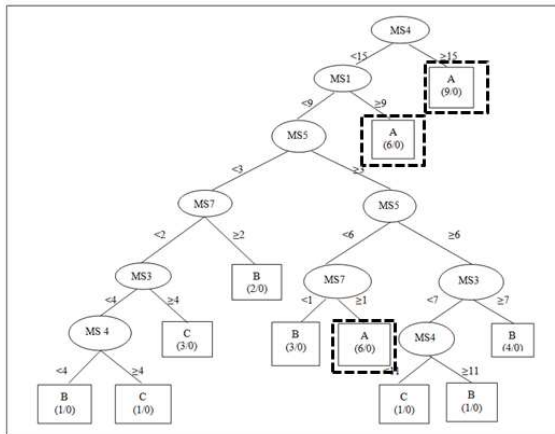 MS4
<15 ≥15
MS1 A
(9/0)
<9 ≥9
MS5 A
(6/0)
<3 ≥3
MS7 MS5
<2 ≥2 <6 ≥6
MS3 B MS7 MS3
(2/0)
<4 ≥4 <1 ≥1 <7 ≥7
MS 4 C B A MS4 B
(3/0) (3/0) (6/0) (4/0)
<4 ≥4 ≥11
B C C B
(1/0) (1/0) (1/0) (1/0)